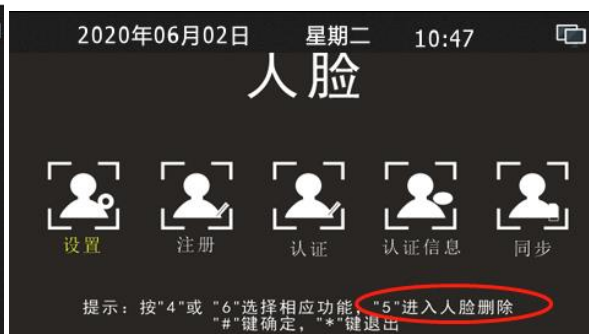 2020年06月02日 星期二 10:47
人脸
设置 注册 认证 认证信息 同步
提示：按"4"或 "6"选择相应功能，"5"进入人脸删除
"#"键确定，"*"键退出